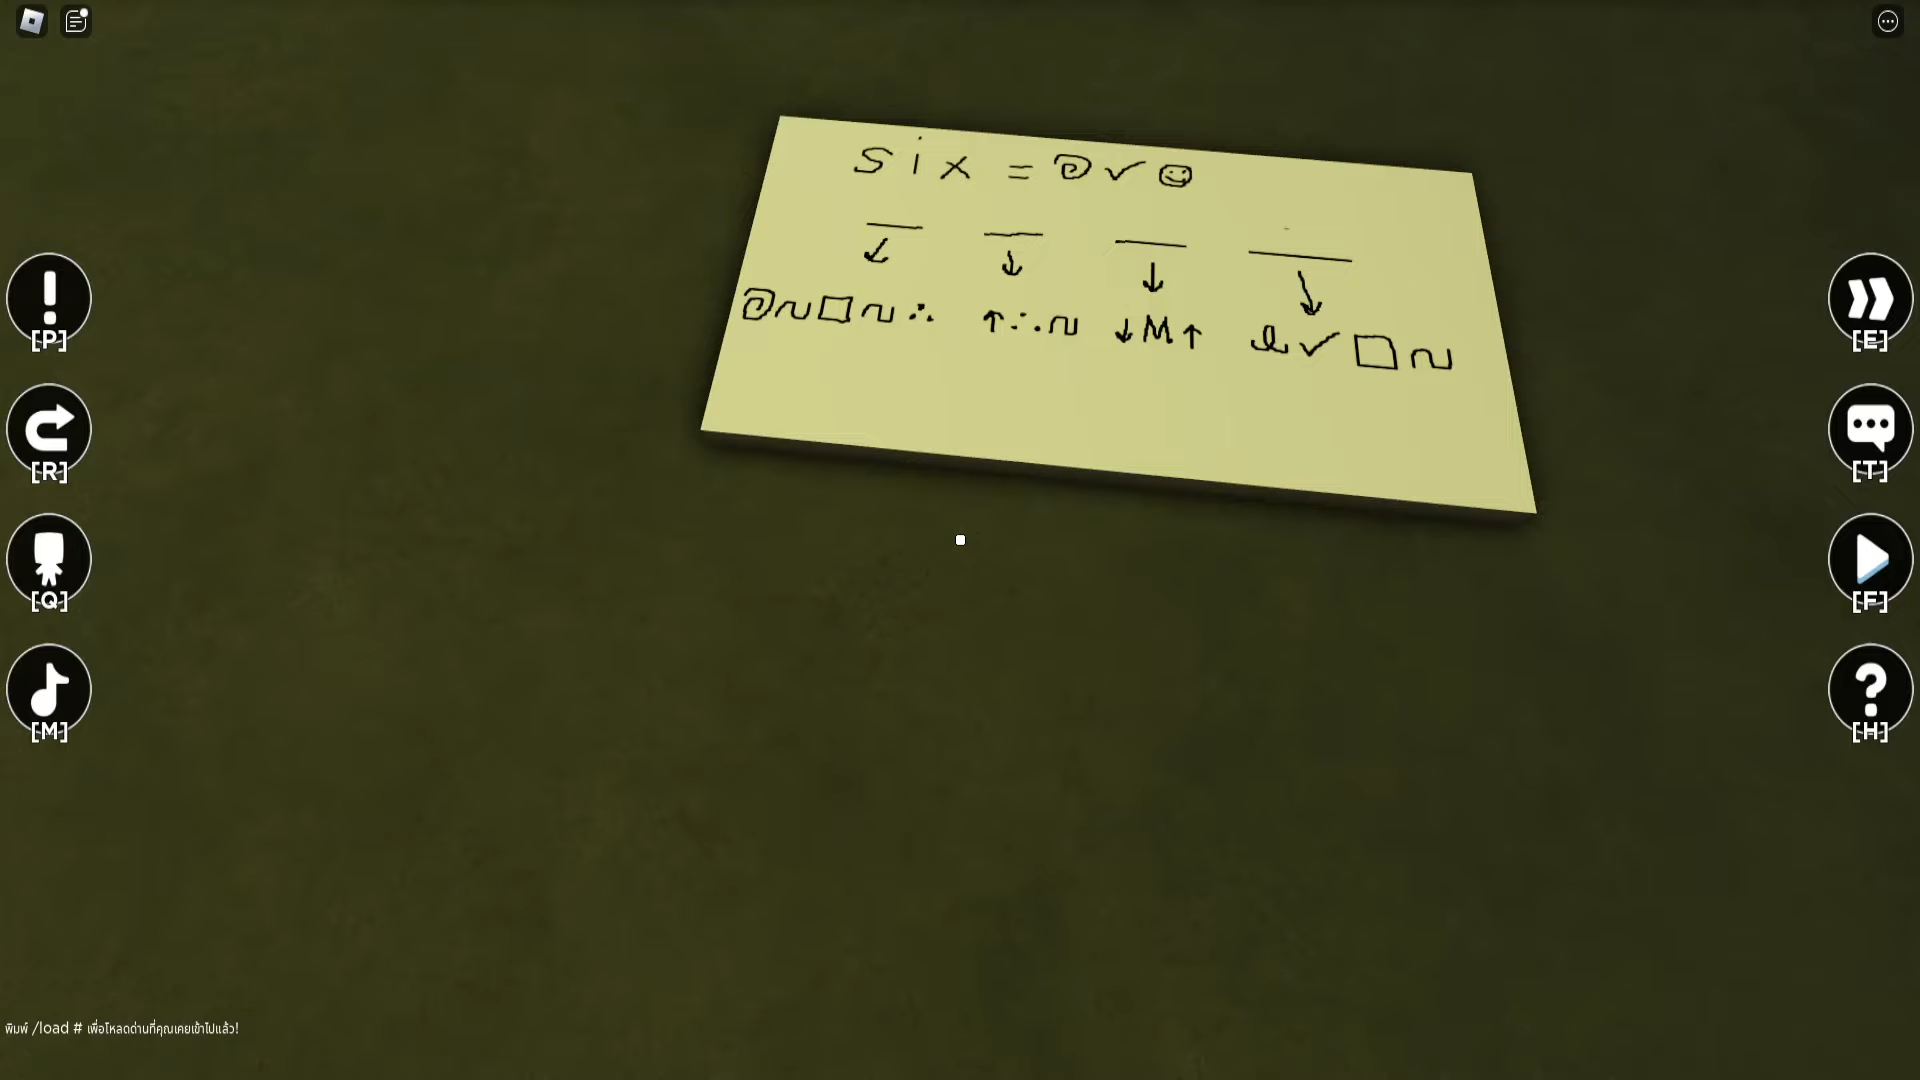 six =
M
[P]
[R]
[Q]
[M]
[E]
[T]
[F]
[H]
พิมพ์ /load # เพื่อโหลดด่านที่คุณเคยเข้าไปแล้ว!